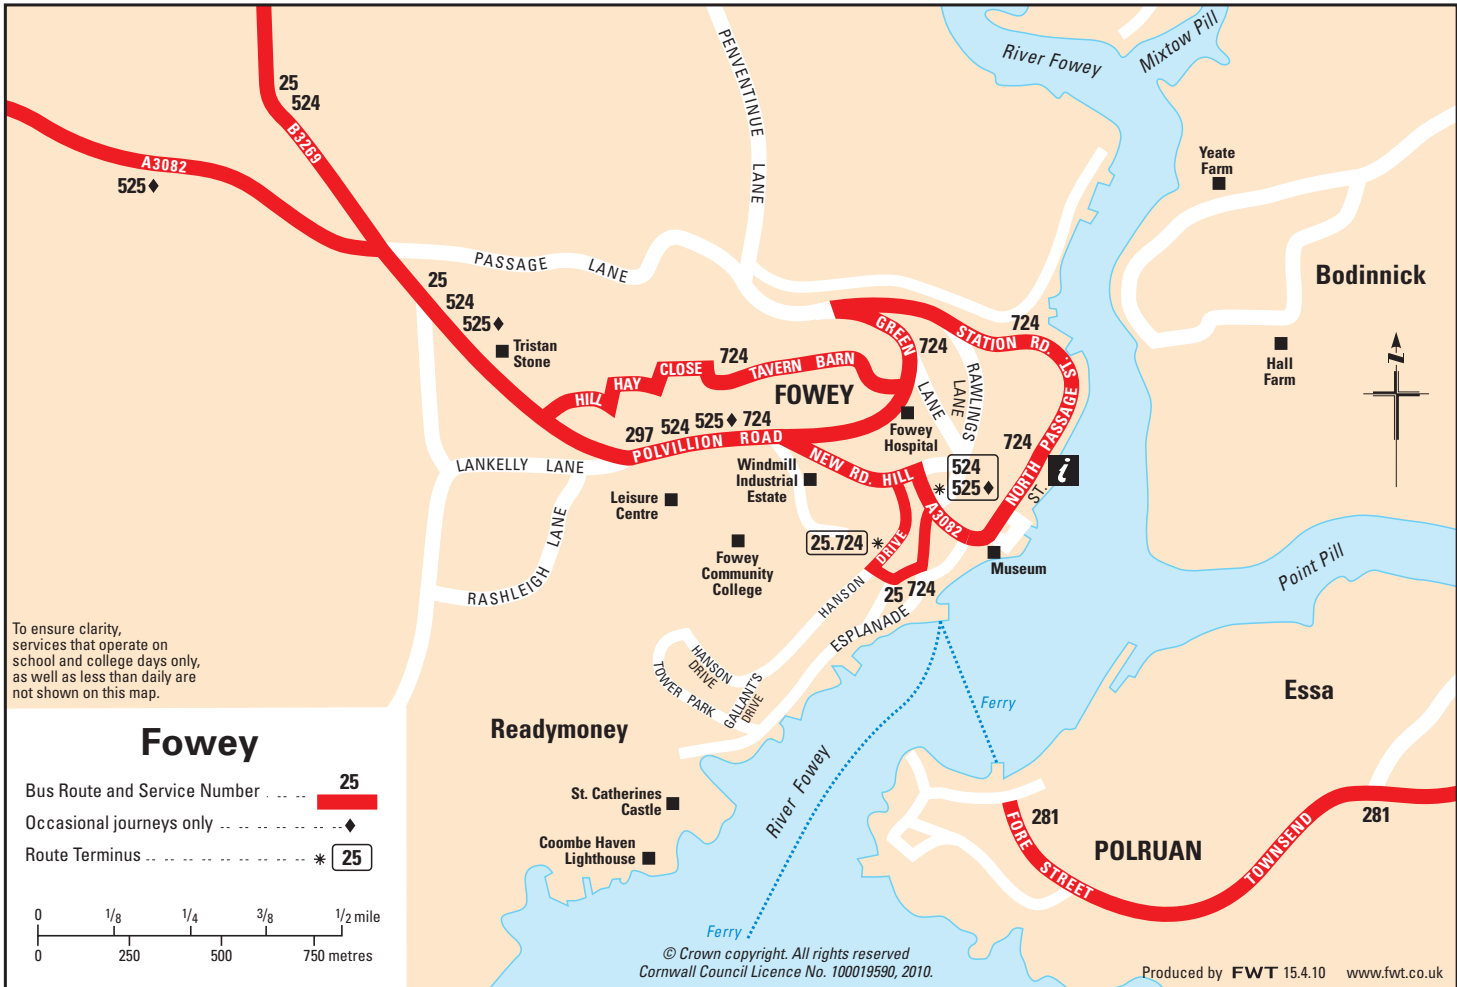 25
524
B3269
A3082
525♦
PENVENTINUE LANE
River Fowey
Mixtow Pill
Yeate
Farm
Bodinnick
Hall
Farm
PASSAGE LANE
25
524
525♦
Tristan
Stone
HILL HAY CLOSE
724
TAVERN BARN
GREEN LANE
724
STATION RD.
724
RAWLINGS LANE
FOWEY
Fowey
Hospital
297 524 525♦ 724
POLVILLION ROAD
NEW RD. HILL
724
NORTH ST.
PASSAGE ST.
i
n
524
*525♦
A3082
LANKELLY LANE
Windmill
Industrial
Estate
Leisure
Centre
RASHLEIGH LANE
Fowey
Community
College
25.724 *
HANSON DRIVE
25 724
ESPLANADE
Museum
Point Pill
HANSON
DRIVE
TOWER PARK
GALLANT'S
DRIVE
Readymoney
River Fowey
Ferry
Essa
St. Catherines
Castle
Coombe Haven
Lighthouse
281
FORE STREET
POLRUAN
TOWNSEND
281
Ferry
To ensure clarity,
services that operate on
school and college days only,
as well as less than daily are
not shown on this map.
Fowey
Bus Route and Service Number 25
Occasional journeys only ♦
Route Terminus * 25
0 1/8 1/4 3/8 1/2 mile
0 250 500 750 metres
© Crown copyright. All rights reserved
Cornwall Council Licence No. 100019590, 2010.
Produced by FWT 15.4.10 www.fwt.co.uk